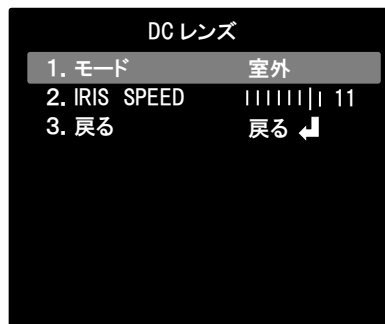 DC レンズ
1. モード 室外
2. IRIS SPEED 11
3. 戻る 戻る ↲